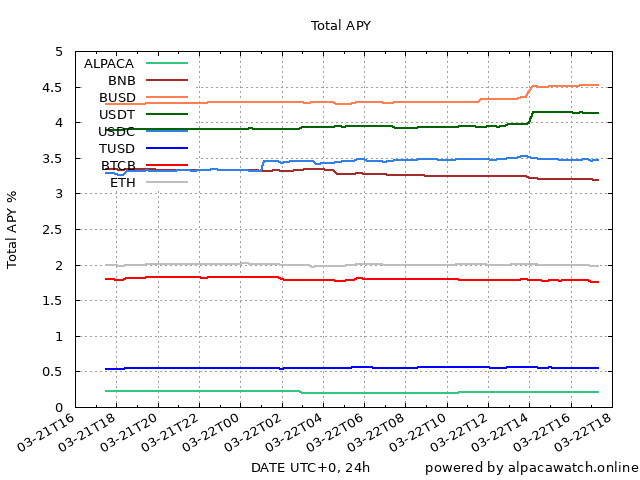 Total APY
5
4.5
4
3.5
3
2.5
2
1.5
1
0.5
0
Total APY %
ALPACA
BNB
BUSD
USDT
USDC
TUSD
BTCB
ETH
03-21T16
03-21T18
03-21T20
03-21T22
03-22T00
03-22T02
03-22T04
03-22T06
03-22T08
03-22T10
03-22T12
03-22T14
03-22T16
03-22T18
DATE UTC+0, 24h
powered by alpacawatch.online